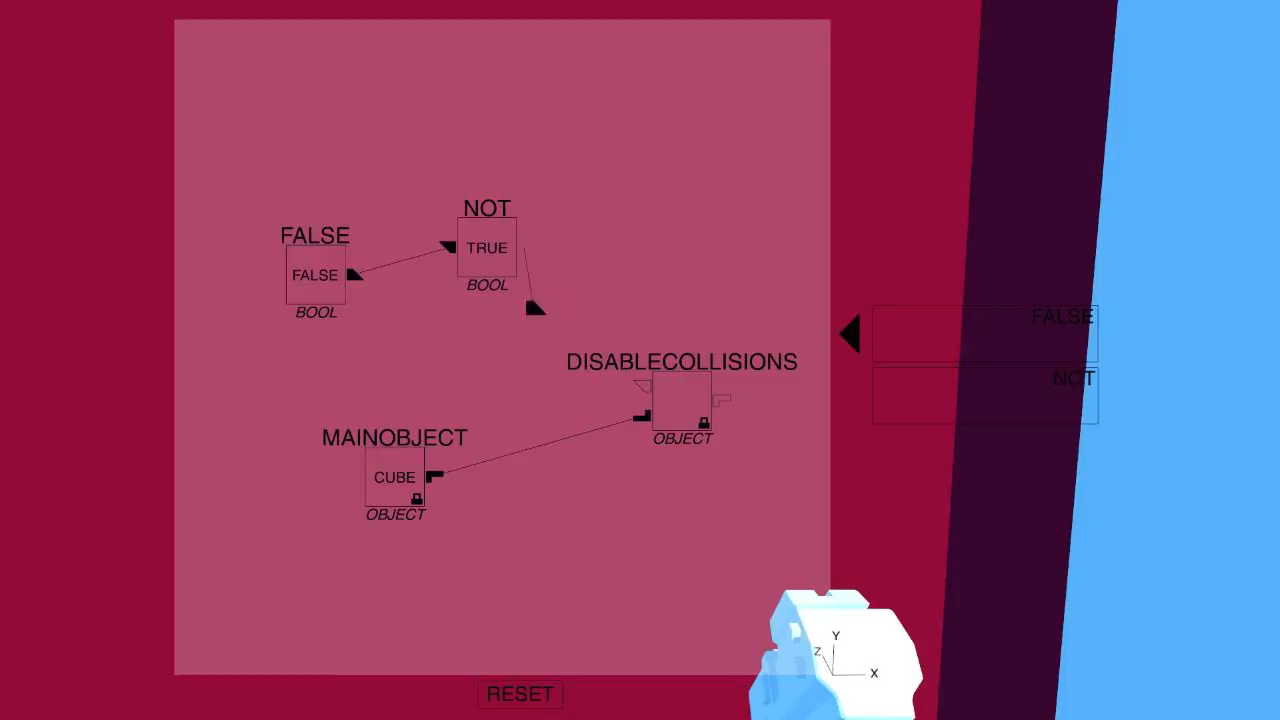 NOT
TRUE
BOOL
FALSE
FALSE
BOOL
DISABLECOLLISIONS
OBJECT
MAINOBJECT
CUBE
OBJECT
FALSE
NOT
RESET
Y
Z
X